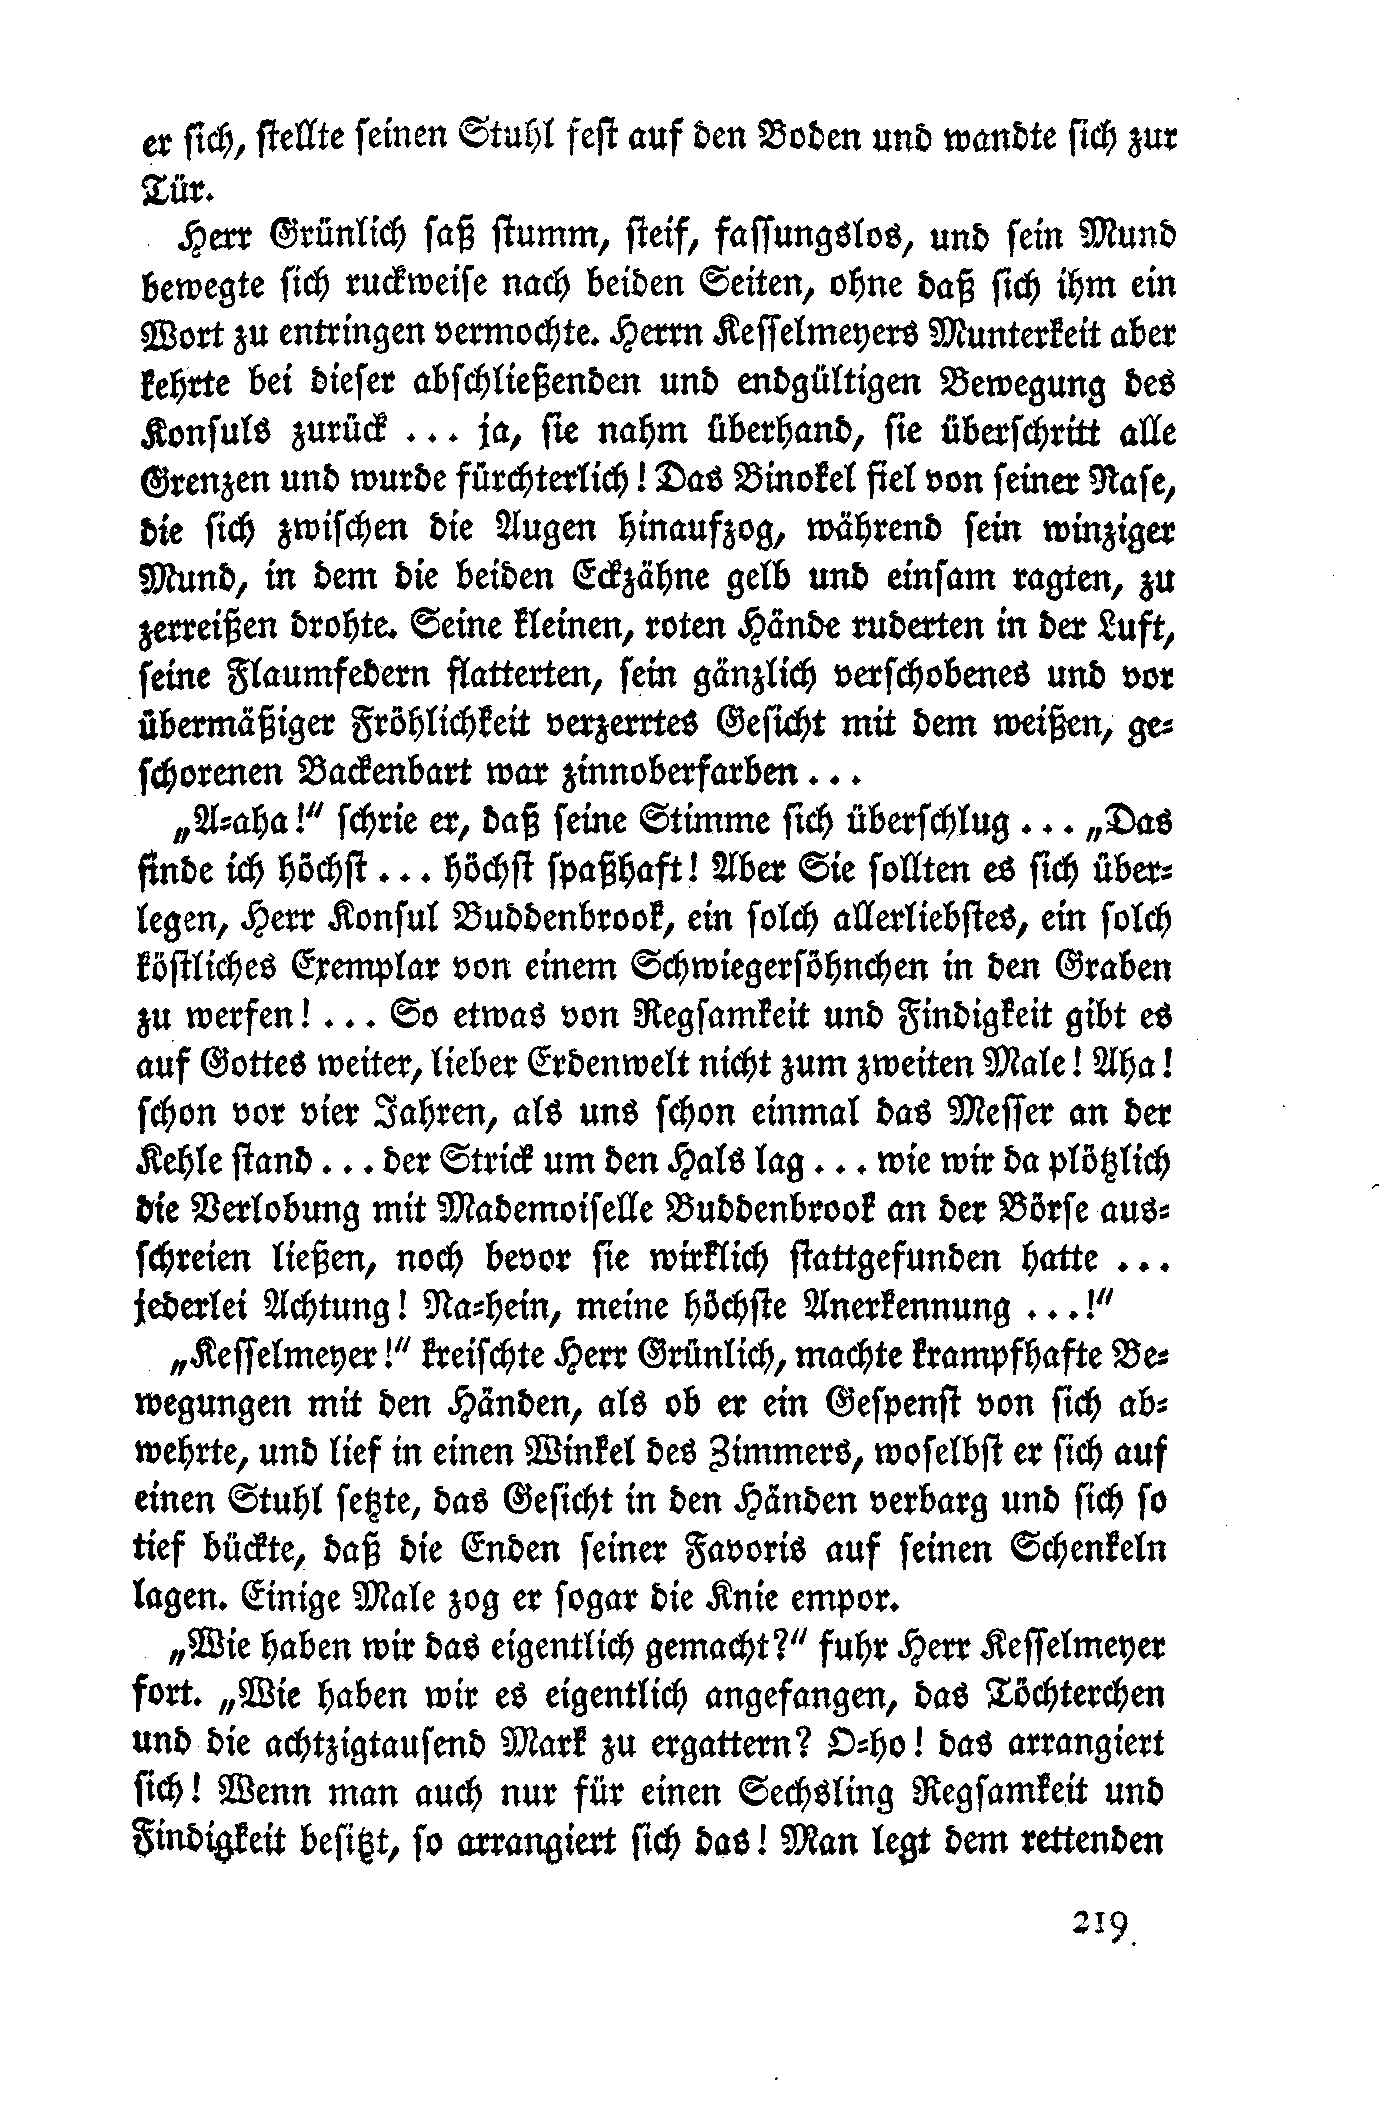 er sich, stellte seinen Stuhl fest auf den Boden und wandte sich zur
Tür.
Herr Grünlich saß stumm, steif, fassungslos, und sein Mund
bewegte sich ruckweise nach beiden Seiten, ohne daß sich ihm ein
Wort zu entringen vermochte. Herrn Kesselmeyers Munterkeit aber
kehrte bei dieser abschließenden und endgültigen Bewegung des
Konsuls zurück ... ja, sie nahm überhand, sie überschritt alle
Grenzen und wurde fürchterlich! Das Binokel fiel von seiner Nase,
die sich zwischen die Augen hinaufzog, während sein winziger
Mund, in dem die beiden Eckzähne gelb und einsam ragten, zu
zerreißen drohte. Seine kleinen, roten Hände ruderten in der Luft,
seine Flaumfedern flatterten, sein gänzlich verschobenes und vor
übermäßiger Fröhlichkeit verzerrtes Gesicht mit dem weißen, ge-
schorenen Backenbart war zinnoberfarben ...
„A-aha!“ schrie er, daß seine Stimme sich überschlug ... „Das
finde ich höchst ... höchst spaßhaft! Aber Sie sollten es sich über-
legen, Herr Konsul Buddenbrook, ein solch allerliebstes, ein solch
köstliches Exemplar von einem Schwiegersöhnchen in den Graben
zu werfen! ... So etwas von Regsamkeit und Findigkeit gibt es
auf Gottes weiter, lieber Erdenwelt nicht zum zweiten Male! Aha!
schon vor vier Jahren, als uns schon einmal das Messer an der
Kehle stand ... der Strick um den Hals lag ... wie wir da plötzlich
die Verlobung mit Mademoiselle Buddenbrook an der Börse aus-
schreien ließen, noch bevor sie wirklich stattgefunden hatte ...
jederlei Achtung! Na-hein, meine höchste Anerkennung ...!“
„Kesselmeyer!“ kreischte Herr Grünlich, machte krampfhafte Be-
wegungen mit den Händen, als ob er ein Gespenst von sich ab-
wehrte, und lief in einen Winkel des Zimmers, woselbst er sich auf
einen Stuhl setzte, das Gesicht in den Händen verbarg und sich so
tief bückte, daß die Enden seiner Favoris auf seinen Schenkeln
lagen. Einige Male zog er sogar die Knie empor.
„Wie haben wir das eigentlich gemacht?“ fuhr Herr Kesselmeyer
fort. „Wie haben wir es eigentlich angefangen, das Töchterchen
und die achtzigtausend Mark zu ergattern? O-ho! das arrangiert
sich! Wenn man auch nur für einen Sechsling Regsamkeit und
Findigkeit besitzt, so arrangiert sich das! Man legt dem rettenden
219